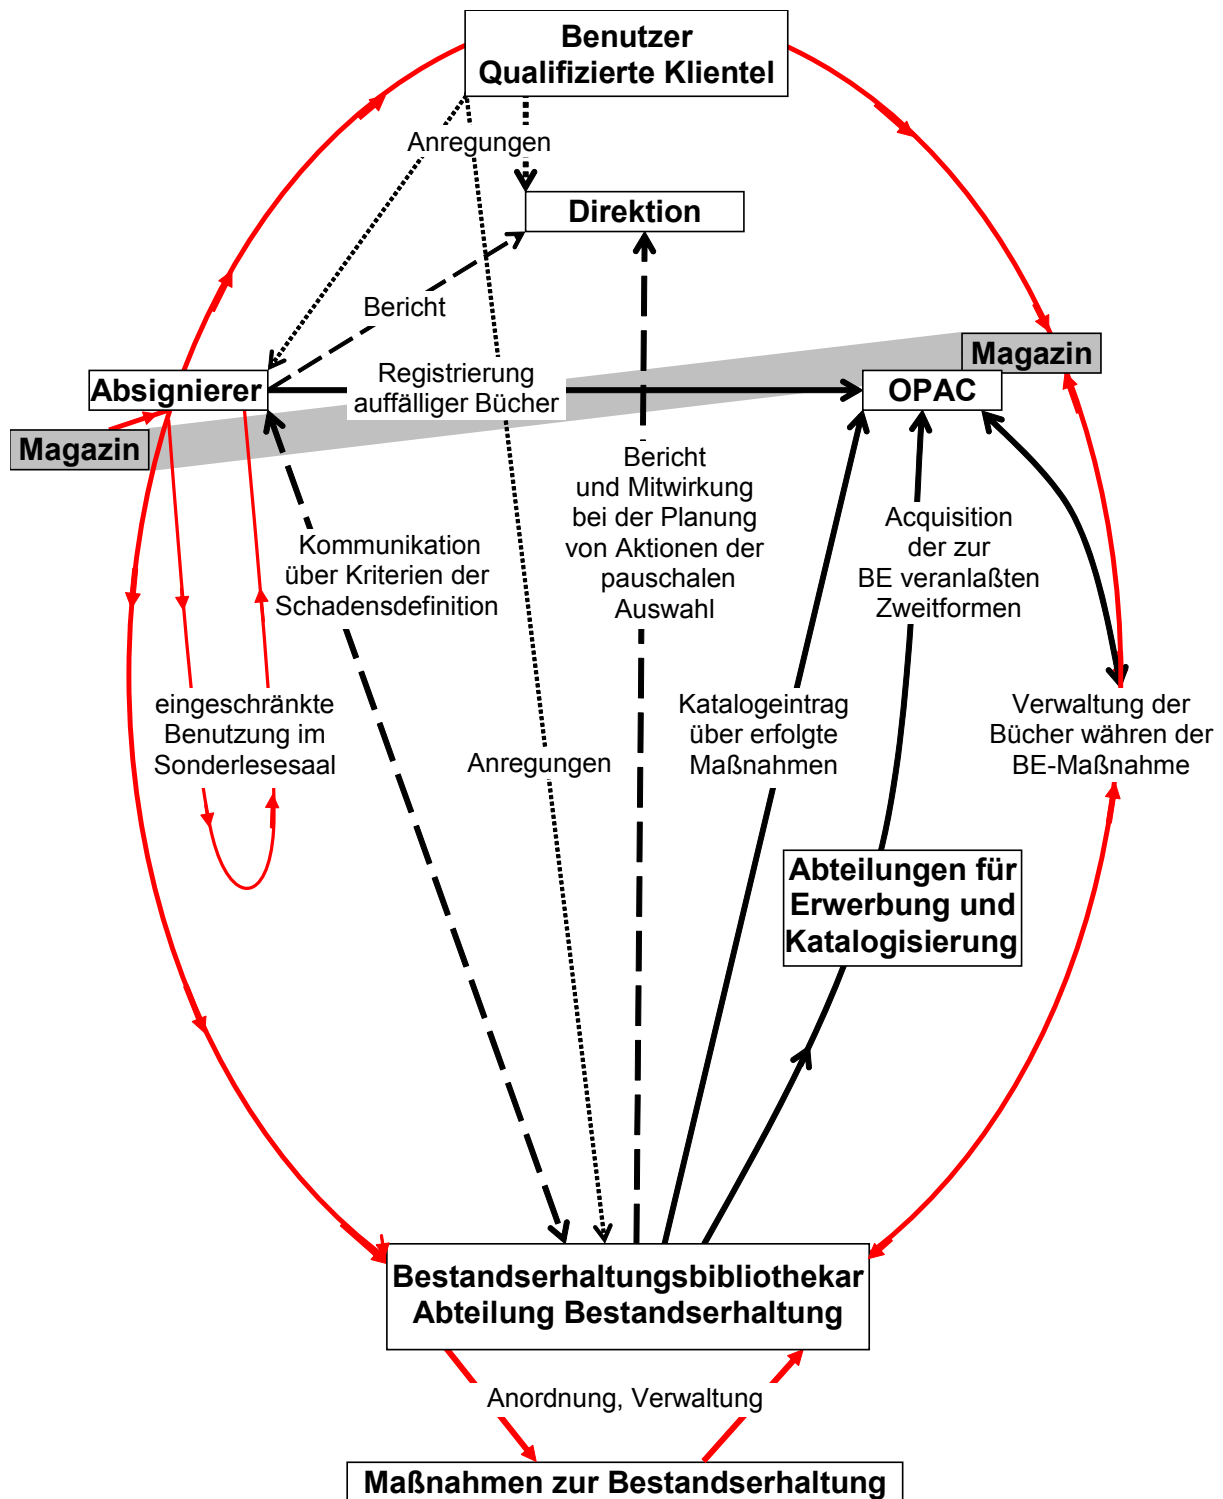 Benutzer
Qualifizierte Klientel
Anregungen
Direktion
Bericht
Magazin
Absignierer
Registrierung
auffälliger Bücher
OPAC
Magazin
Bericht
und Mitwirkung
bei der Planung
von Aktionen der
pauschalen
Auswahl
Acquisition
der zur
BE veranlaßten
Zweitformen
Kommunikation
über Kriterien der
Schadensdefinition
eingeschränkte
Benutzung im
Sonderlesesaal
Anregungen
Katalogeintrag
über erfolgte
Maßnahmen
Verwaltung der
Bücher währen der
BE-Maßnahme
Abteilungen für
Erwerbung und
Katalogisierung
Bestandserhaltungsbibliothekar
Abteilung Bestandserhaltung
Anordnung, Verwaltung
Maßnahmen zur Bestandserhaltung